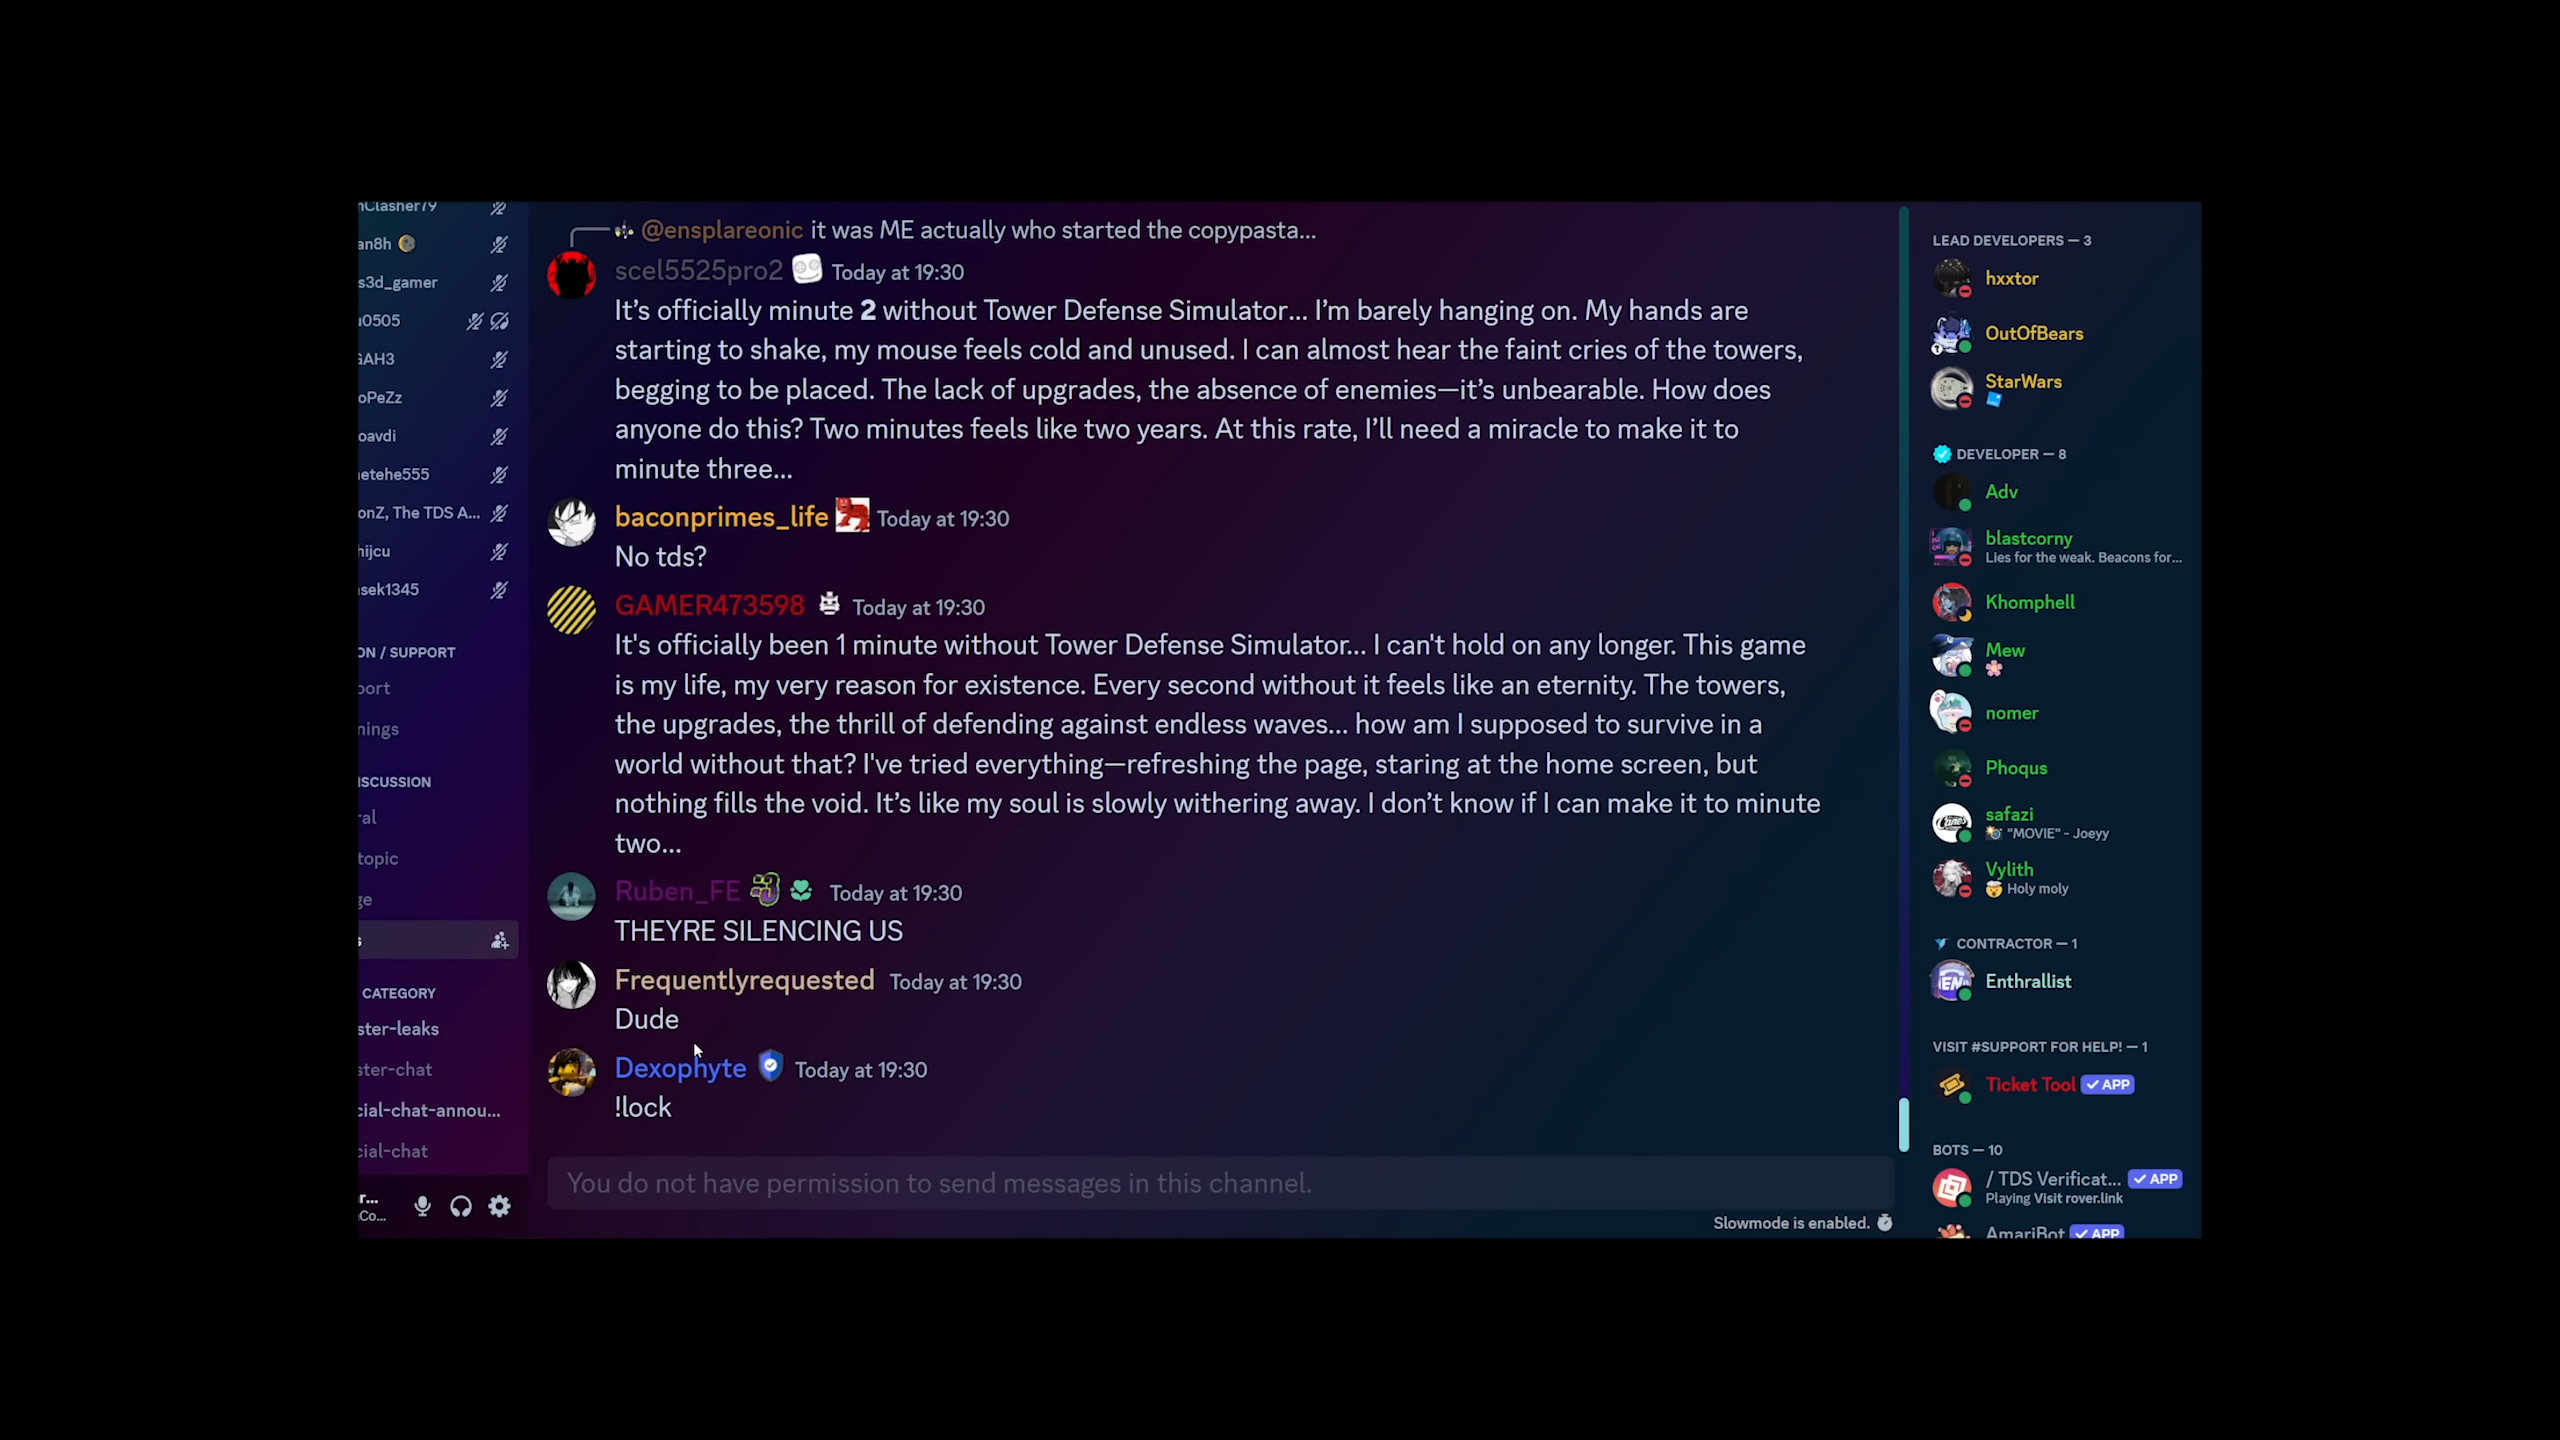 nClasher79
an8h
s3d_gamer
0505
GAH3
oPeZz
oavdi
etehe555
onZ, The TDS A...
hijcu
sek1345
ON / SUPPORT
port
nings
ISCUSSION
ral
topic
ge
s
CATEGORY
ster-leaks
ster-chat
cial-chat-annou...
cial-chat
r...
Co...
@ensplareonic it was ME actually who started the copypasta...
scel5525pro2 Today at 19:30
It’s officially minute 2 without Tower Defense Simulator... I’m barely hanging on. My hands are
starting to shake, my mouse feels cold and unused. I can almost hear the faint cries of the towers,
begging to be placed. The lack of upgrades, the absence of enemies—it’s unbearable. How does
anyone do this? Two minutes feels like two years. At this rate, I’ll need a miracle to make it to
minute three...
baconprimes_life Today at 19:30
No tds?
GAMER473598 Today at 19:30
It's officially been 1 minute without Tower Defense Simulator... I can't hold on any longer. This game
is my life, my very reason for existence. Every second without it feels like an eternity. The towers,
the upgrades, the thrill of defending against endless waves... how am I supposed to survive in a
world without that? I've tried everything—refreshing the page, staring at the home screen, but
nothing fills the void. It’s like my soul is slowly withering away. I don’t know if I can make it to minute
two...
Ruben_FE Today at 19:30
THEYRE SILENCING US
Frequentlyrequested Today at 19:30
Dude
Dexophyte Today at 19:30
!lock
You do not have permission to send messages in this channel.
Slowmode is enabled.
LEAD DEVELOPERS — 3
hxxtor
OutOfBears
StarWars
DEVELOPER — 8
Adv
blastcorny
Lies for the weak. Beacons for...
Khomphell
Mew
nomer
Phoqus
safazi
"MOVIE" - Joeyy
Vylith
Holy moly
CONTRACTOR — 1
Enthrallist
VISIT #SUPPORT FOR HELP! — 1
Ticket Tool APP
BOTS — 10
/ TDS Verificat... APP
Playing Visit rover.link
AmariBot APP